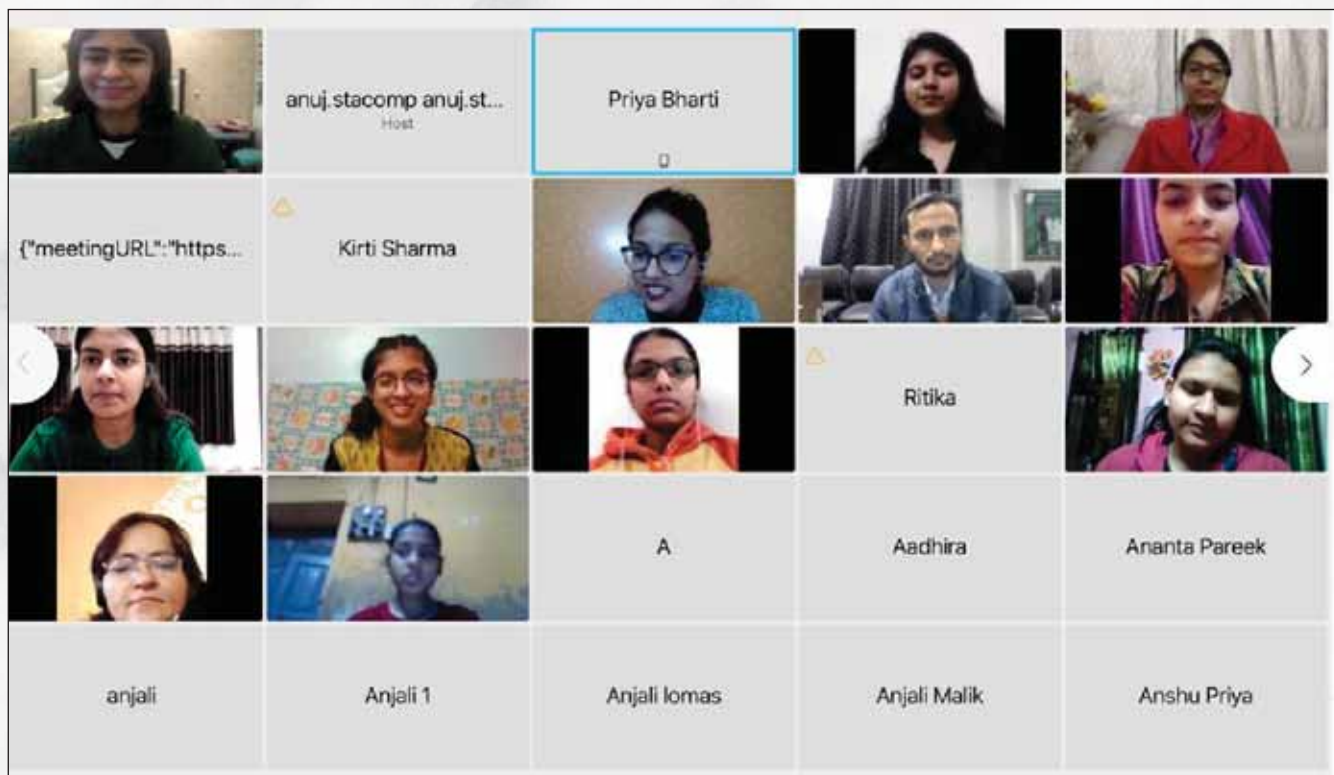 anuj.stacomp anuj.st...
Host
Priya Bharti
{"meetingURL":"https...
Kirti Sharma
Ritika
A
Aadhira
Ananta Pareek
anjali
Anjali 1
Anjali lomas
Anjali Malik
Anshu Priya